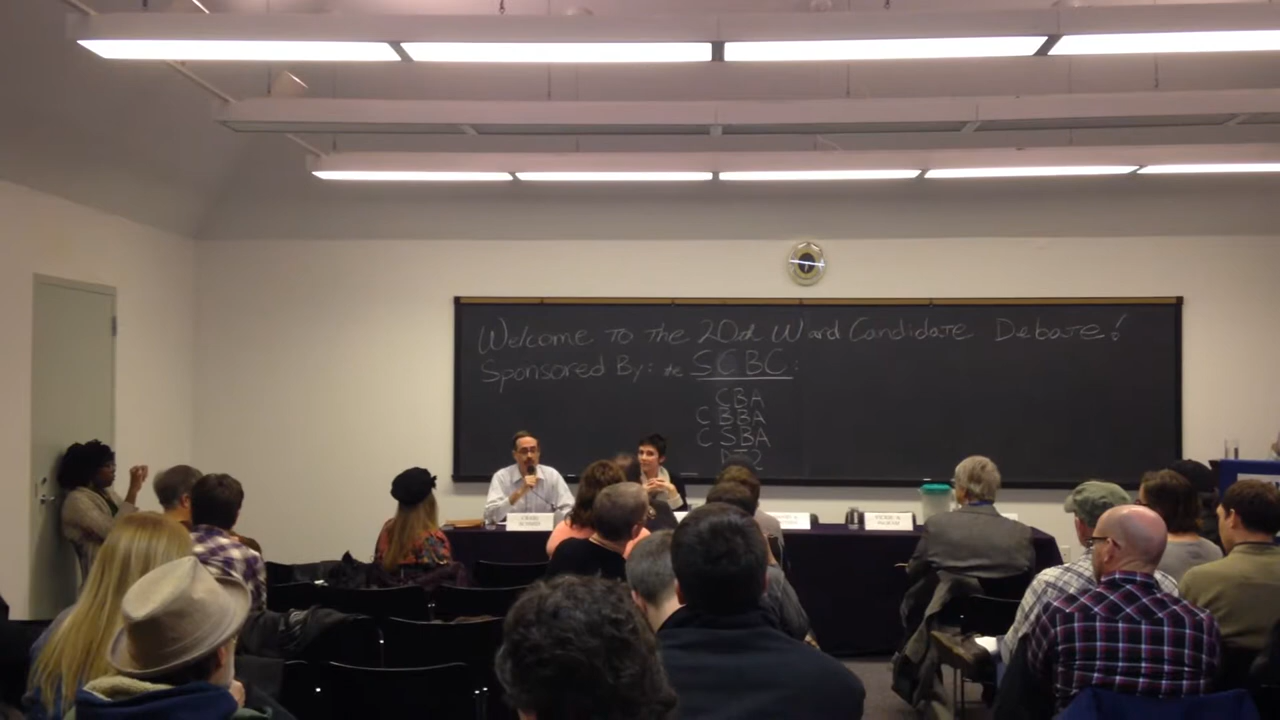 Welcome To The 20th Ward Candidate Debate!
Sponsored By: the SCBC:
CBA
CBBA
CSBA